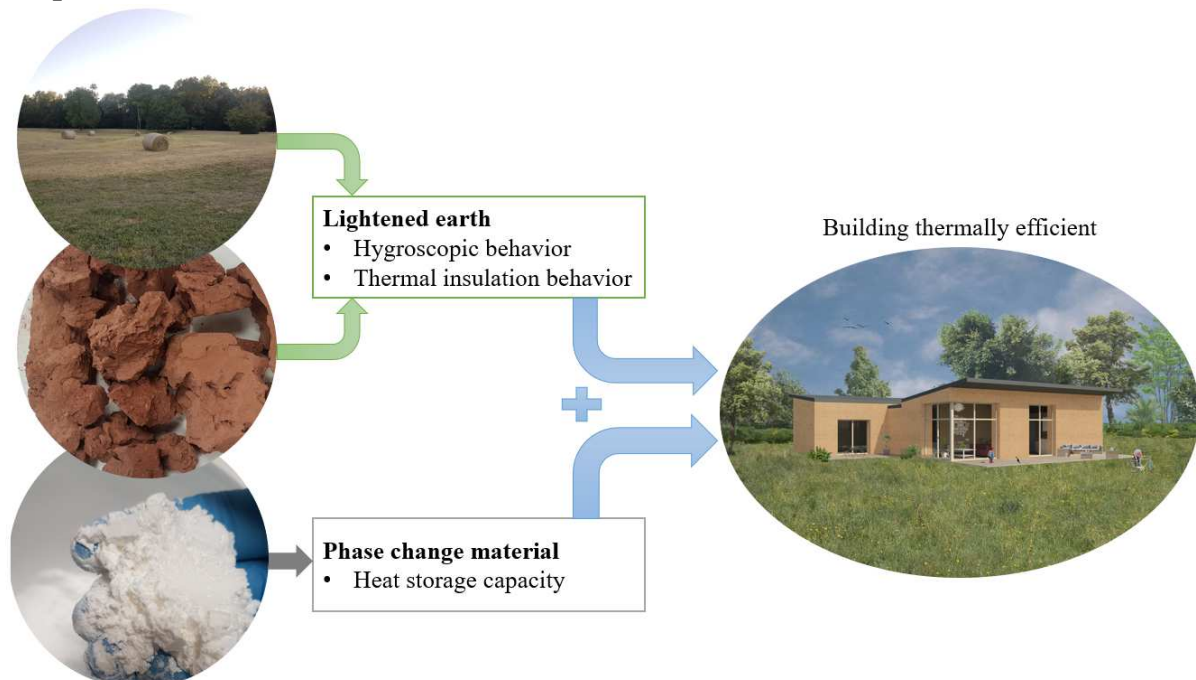 Lightened earth
• Hygroscopic behavior
• Thermal insulation behavior
Building thermally efficient
Phase change material
• Heat storage capacity